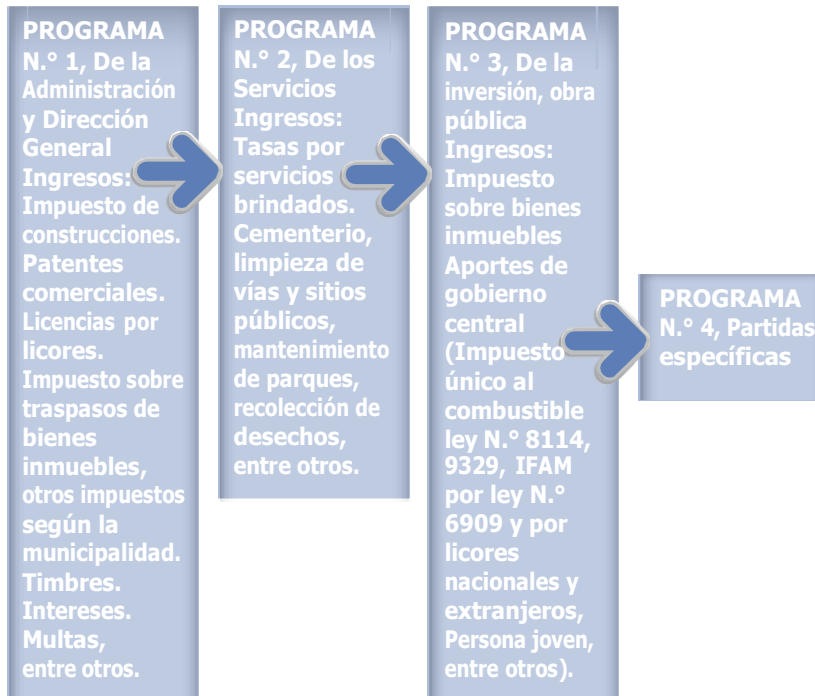 PROGRAMA
N.° 1, De la
Administración
y Dirección
General
Ingresos:
Impuesto de
construcciones.
Patentes
comerciales.
Licencias por
licores.
Impuesto sobre
traspasos de
bienes
inmuebles,
otros impuestos
según la
municipalidad.
Timbres.
Intereses.
Multas,
entre otros.
PROGRAMA
N.° 2, De los
Servicios
Ingresos:
Tasas por
servicios
brindados.
Cementerio,
limpieza de
vías y sitios
públicos,
mantenimiento
de parques,
recolección de
desechos,
entre otros.
PROGRAMA
N.° 3, De la
inversión, obra
pública
Ingresos:
Impuesto
sobre bienes
inmuebles
Aportes de
gobierno
central
(Impuesto
único al
combustible
ley N.° 8114,
9329, IFAM
por ley N.°
6909 y por
licores
nacionales y
extranjeros,
Persona joven,
entre otros).
PROGRAMA
N.° 4, Partidas
específicas